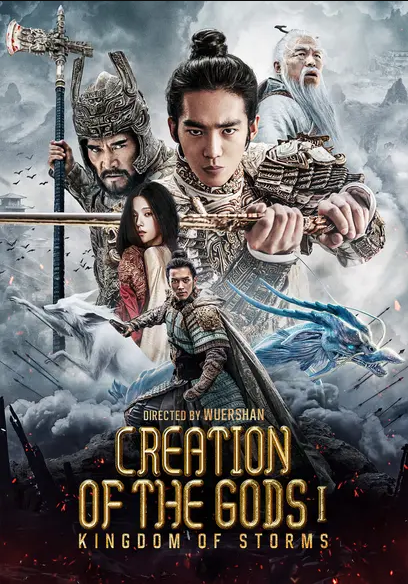 DIRECTED BY WUERSHAN
CREATION
OF THE GODS I
KINGDOM OF STORMS